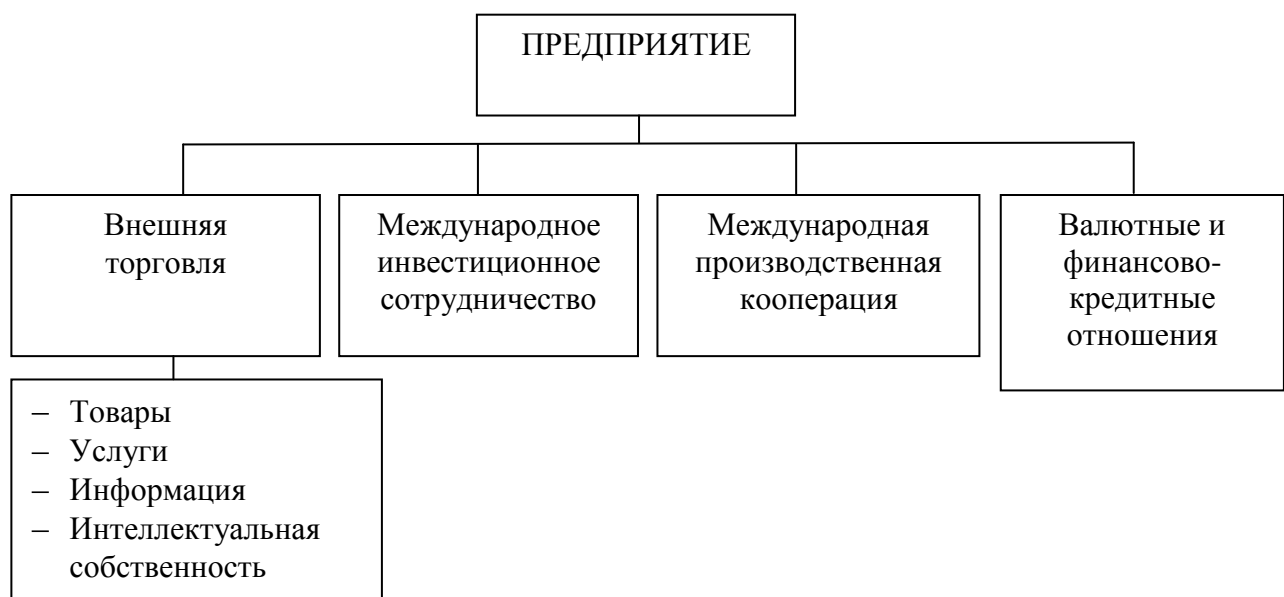 ПРЕДПРИЯТИЕ
Внешняя
торговля
Международное
инвестиционное
сотрудничество
Международная
производственная
кооперация
Валютные и
финансово-
кредитные
отношения
– Товары
– Услуги
– Информация
– Интеллектуальная
собственность